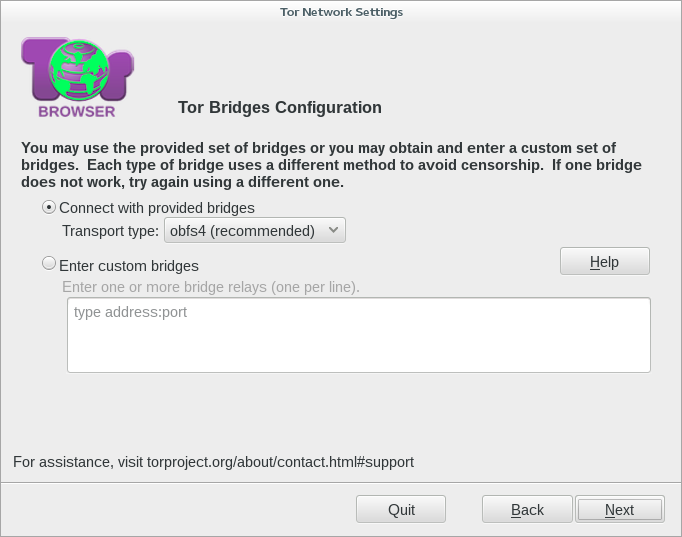 Tor Network Settings
Tor
BROWSER
Tor Bridges Configuration
You may use the provided set of bridges or you may obtain and enter a custom set of
bridges.  Each type of bridge uses a different method to avoid censorship.  If one bridge
does not work, try again using a different one.
Connect with provided bridges
Transport type: obfs4 (recommended)
Enter custom bridges
Help
Enter one or more bridge relays (one per line).
type address:port
For assistance, visit torproject.org/about/contact.html#support
Quit Back Next